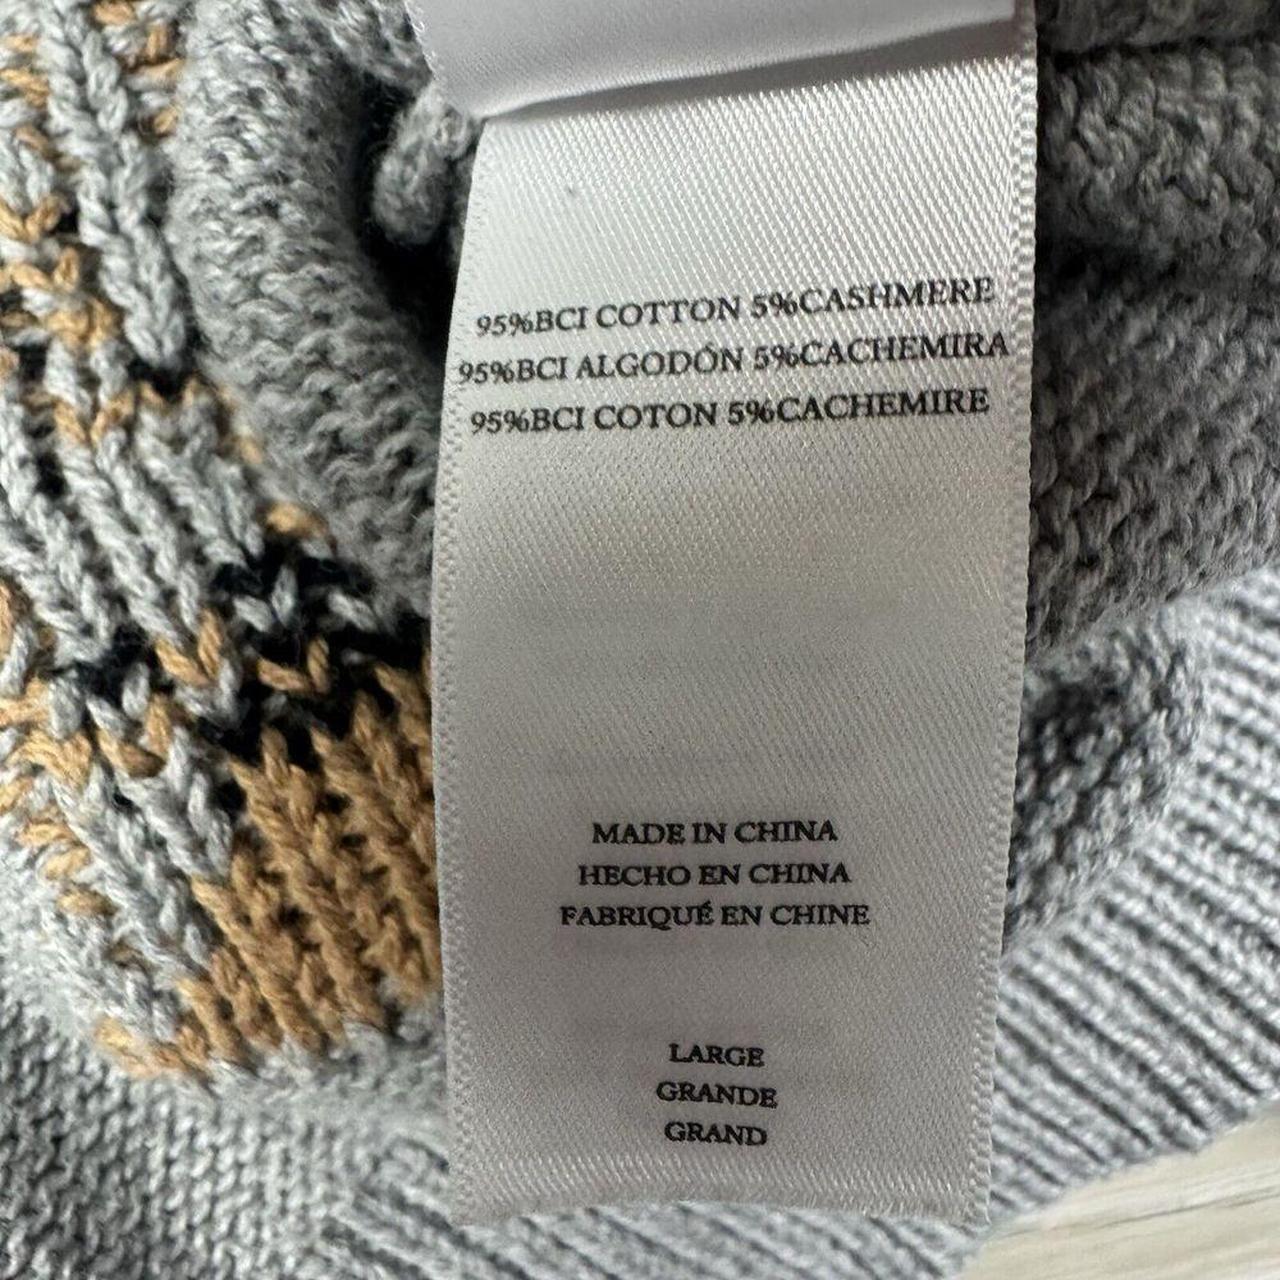 95%BCI COTTON 5%CASHMERE
95%BCI ALGODÓN 5%CACHEMIRA
95%BCI COTON 5%CACHEMIRE
MADE IN CHINA
HECHO EN CHINA
FABRIQUÉ EN CHINE
LARGE
GRANDE
GRAND